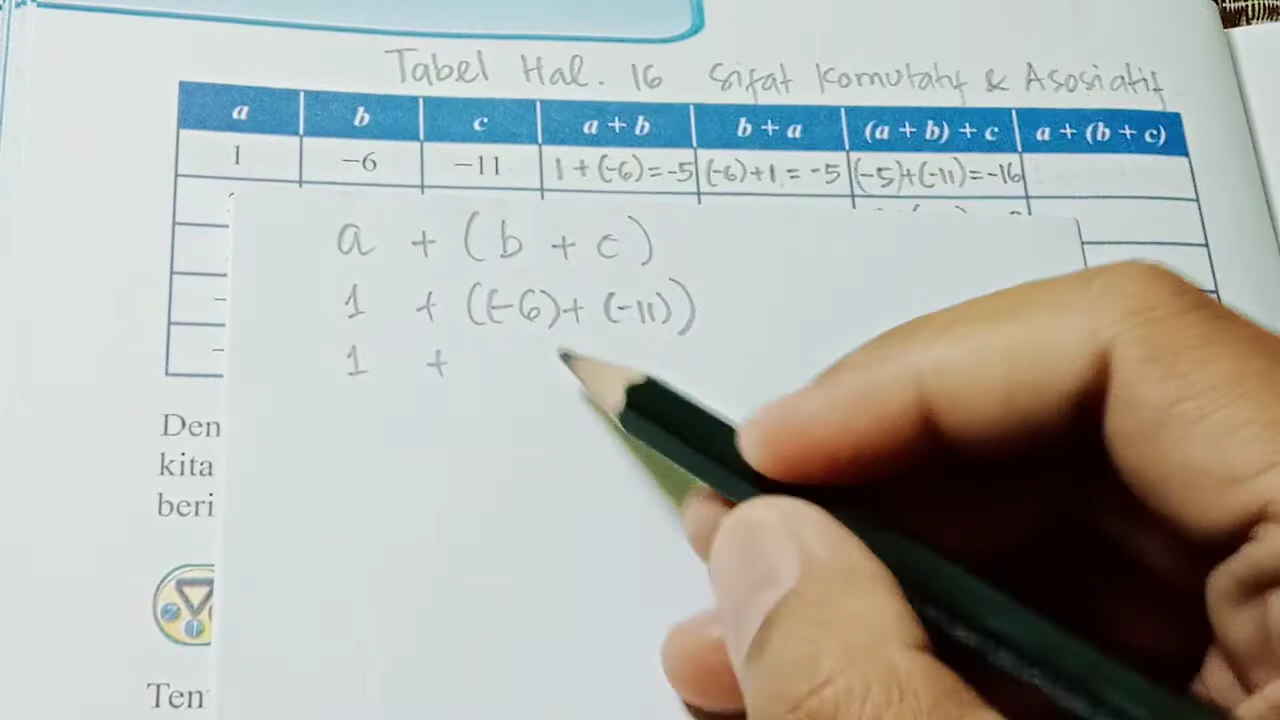 Tabel Hal. 16 Sifat Komutatif & Asosiatif
a b c a + b b + a (a + b) + c a + (b + c)
1 −6 −11 1 + (-6) = -5 (-6) + 1 = -5 (-5) + (-11) = -16
a + (b + c)
1 + ((-6) + (-11))
1 +
Den
kita
beri
Ten